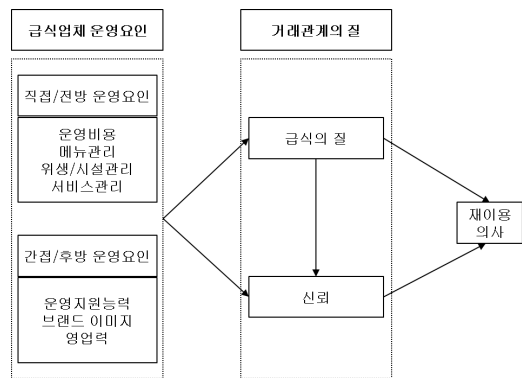 급식업체 운영요인
거래관계의 질
직접/전방 운영요인
운영비용
메뉴관리
위생/시설관리
서비스관리
간접/후방 운영요인
운영지원능력
브랜드 이미지
영업력
급식의 질
신뢰
재이용
의사